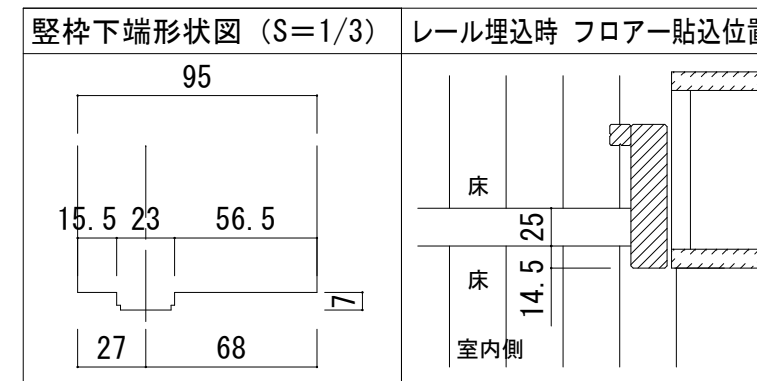 竪枠下端形状図（S＝1/3）
レール埋込時 フロアー貼込位置
95
15.5 23 56.5
7
27 68
床
25
床
14.5
室内側